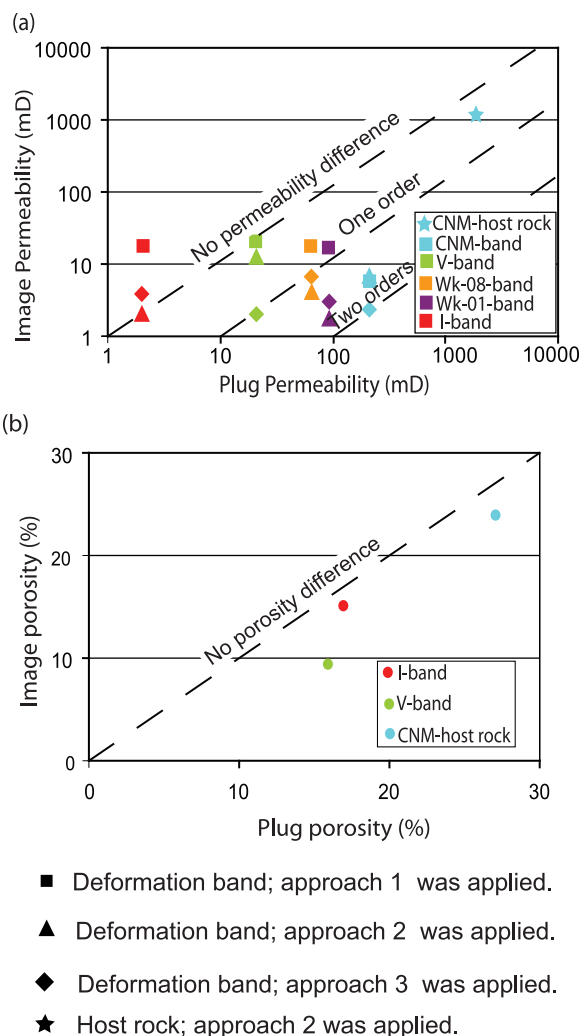 (a)
10000
1000
100
10
1
Image Permeability (mD)
No permeability difference
One order
Two orders
CNM-host rock
CNM-band
V-band
Wk-08-band
Wk-01-band
I-band
1
10
100
1000
10000
Plug Permeability (mD)
(b)
30
20
10
0
Image porosity (%)
No porosity difference
I-band
V-band
CNM-host rock
0
10
20
30
Plug porosity (%)
Deformation band; approach 1 was applied.
Deformation band; approach 2 was applied.
Deformation band; approach 3 was applied.
Host rock; approach 2 was applied.